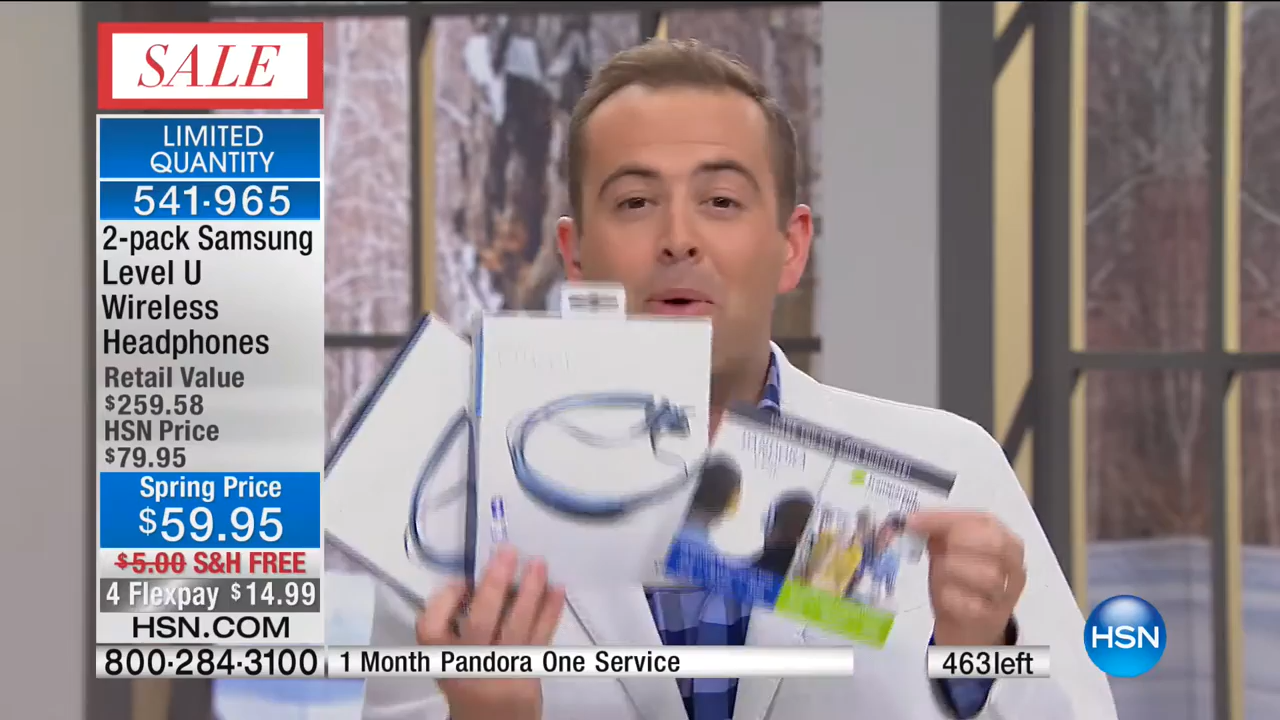 SALE
LIMITED
QUANTITY
541-965
2-pack Samsung
Level U
Wireless
Headphones
Retail Value
$259.58
HSN Price
$79.95
Spring Price
$59.95
$5.00 S&H FREE
4 Flexpay $14.99
HSN.COM
800-284-3100
1 Month Pandora One Service
463left
HSN